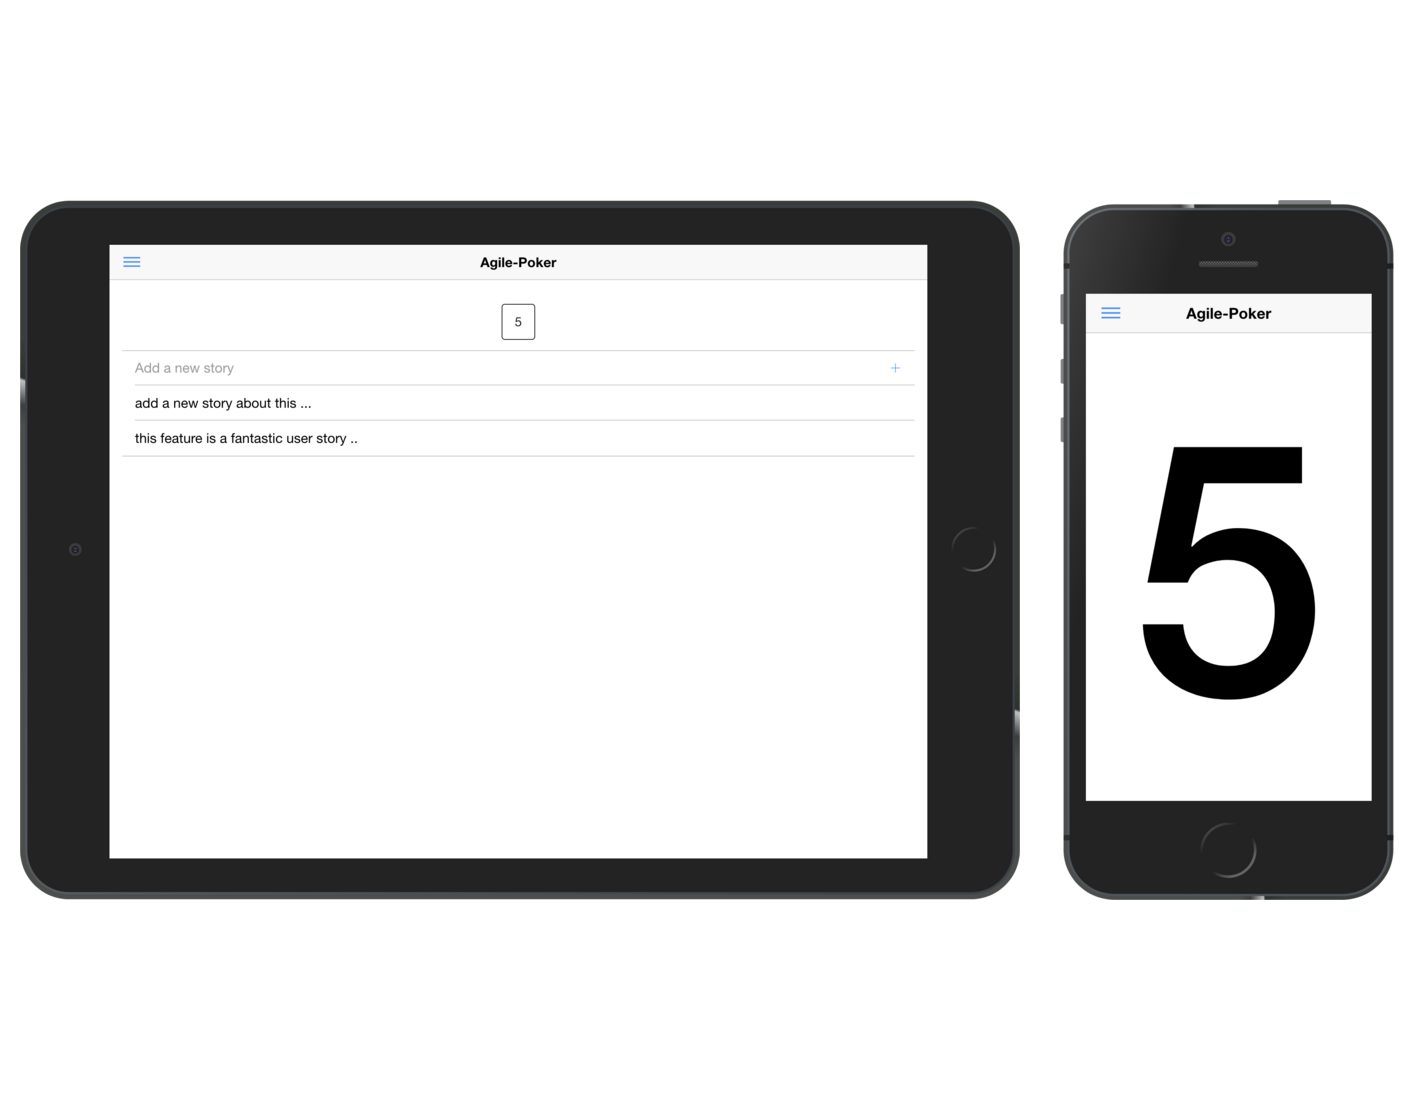 Agile-Poker
5
Add a new story
add a new story about this ...
this feature is a fantastic user story ..
Agile-Poker
5